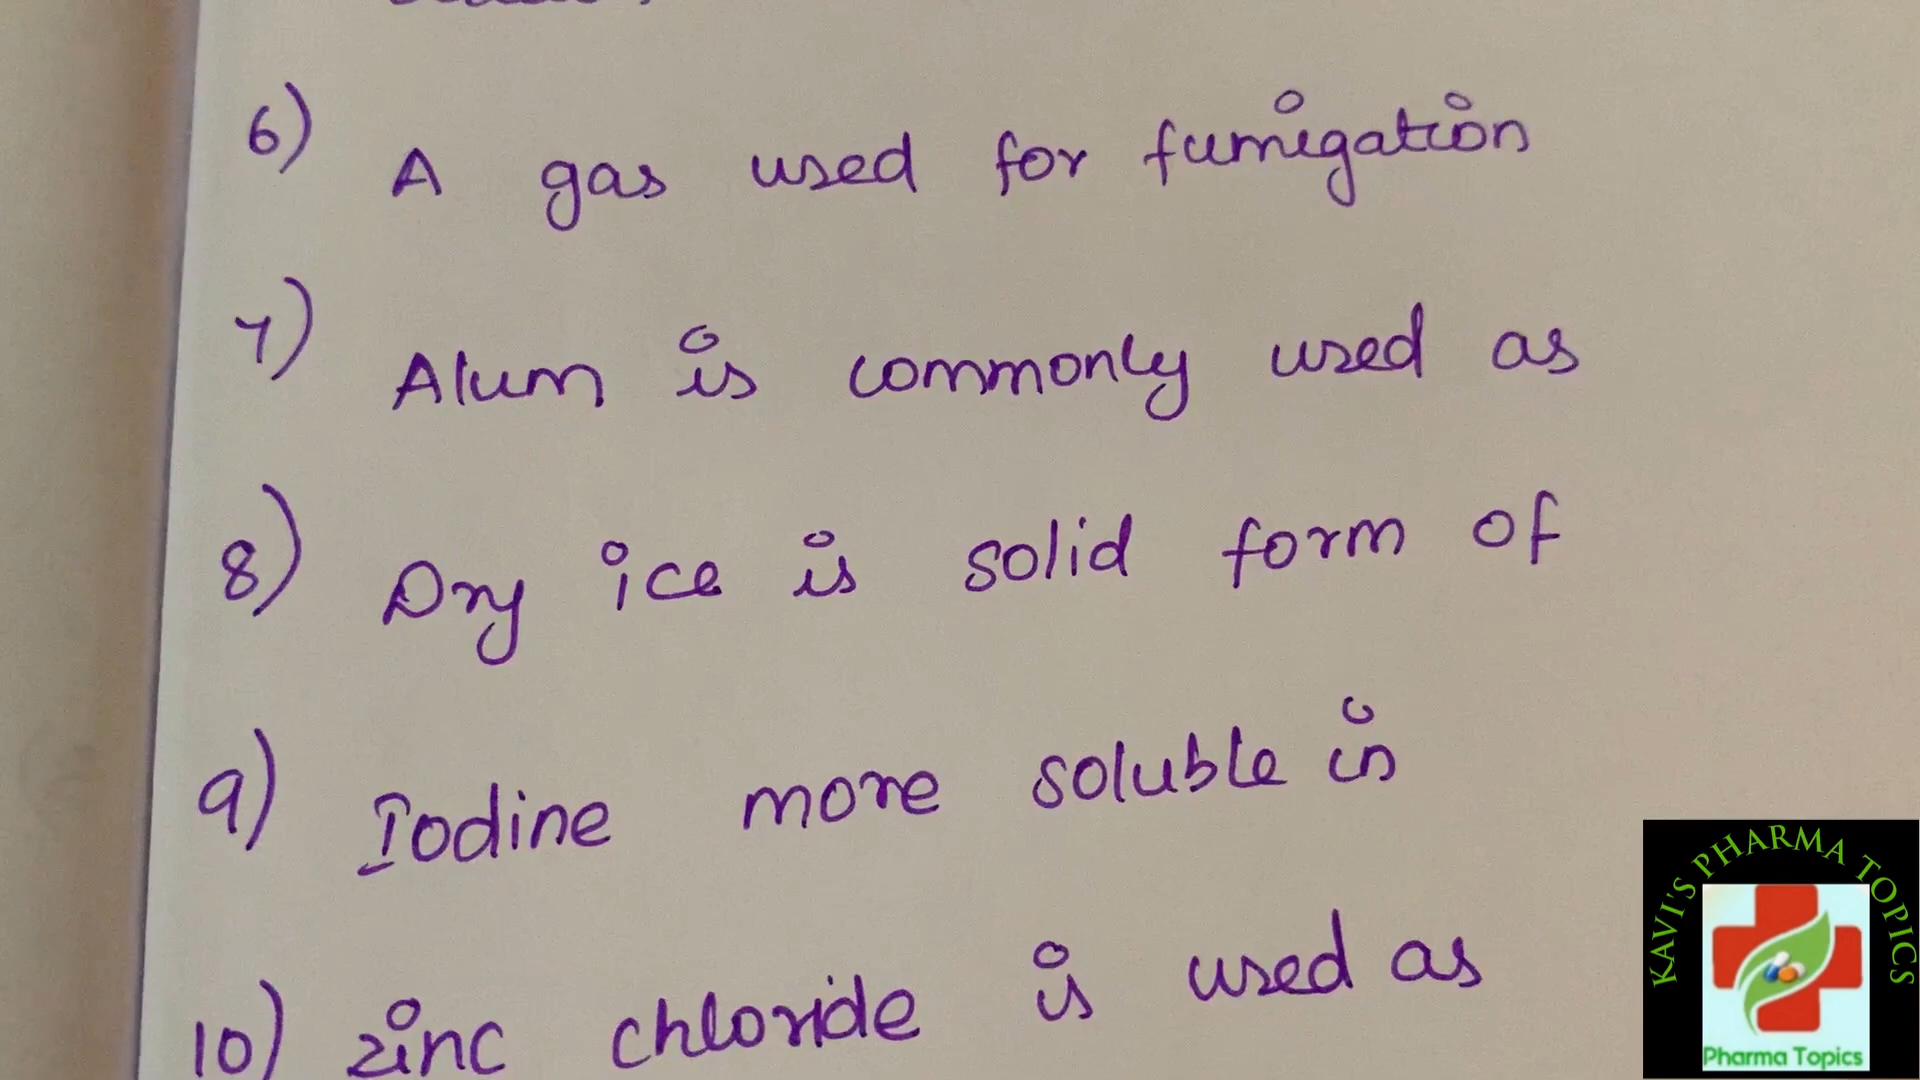 6) A gas used for fumigation
7) Alum is commonly used as
8) Dry ice is solid form of
9) Iodine more soluble in
10) zinc chloride is used as
KAVI'S PHARMA TOPICS
Pharma Topics